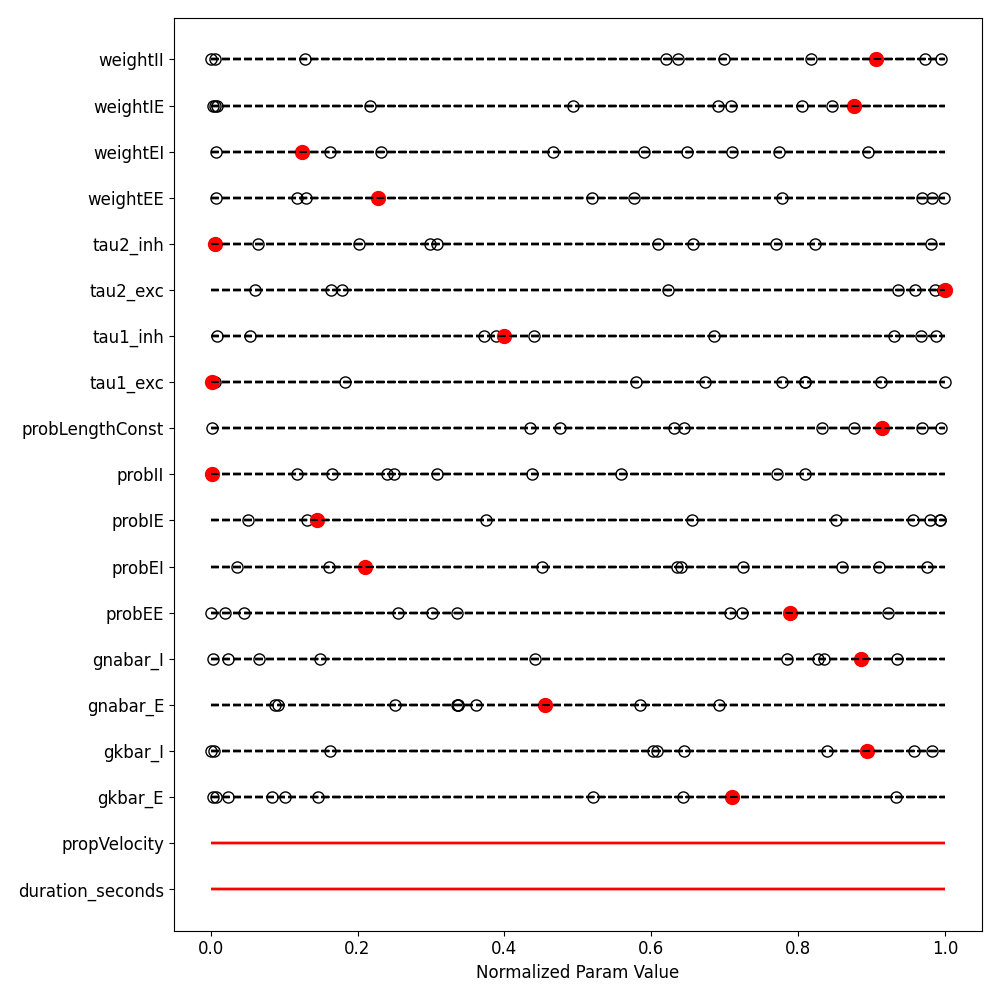 weightII
weightIE
weightEI
weightEE
tau2_inh
tau2_exc
tau1_inh
tau1_exc
probLengthConst
probII
probIE
probEI
probEE
gnabar_I
gnabar_E
gkbar_I
gkbar_E
propVelocity
duration_seconds
0.0 0.2 0.4 0.6 0.8 1.0
Normalized Param Value